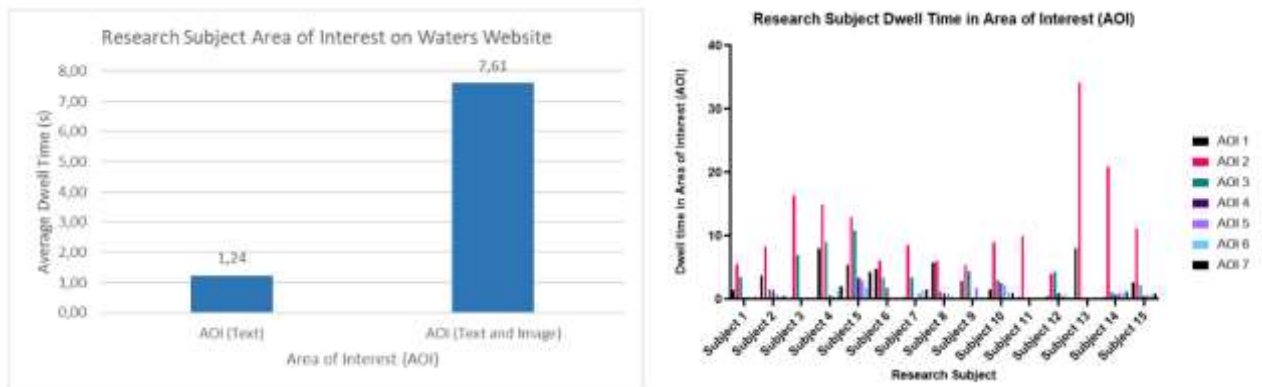 Research Subject Area of Interest on Waters Website
Average Dwell Time (s)
8,00
7,00
6,00
5,00
4,00
3,00
2,00
1,00
0,00
1,24
7,61
AOI (Text)
AOI (Text and Image)
Area of Interest (AOI)
Research Subject Dwell Time in Area of Interest (AOI)
Dwell time in Area of Interest (AOI)
40
30
20
10
0
Subject 1
Subject 2
Subject 3
Subject 4
Subject 5
Subject 6
Subject 7
Subject 8
Subject 9
Subject 10
Subject 11
Subject 12
Subject 13
Subject 14
Subject 15
Research Subject
AOI 1
AOI 2
AOI 3
AOI 4
AOI 5
AOI 6
AOI 7